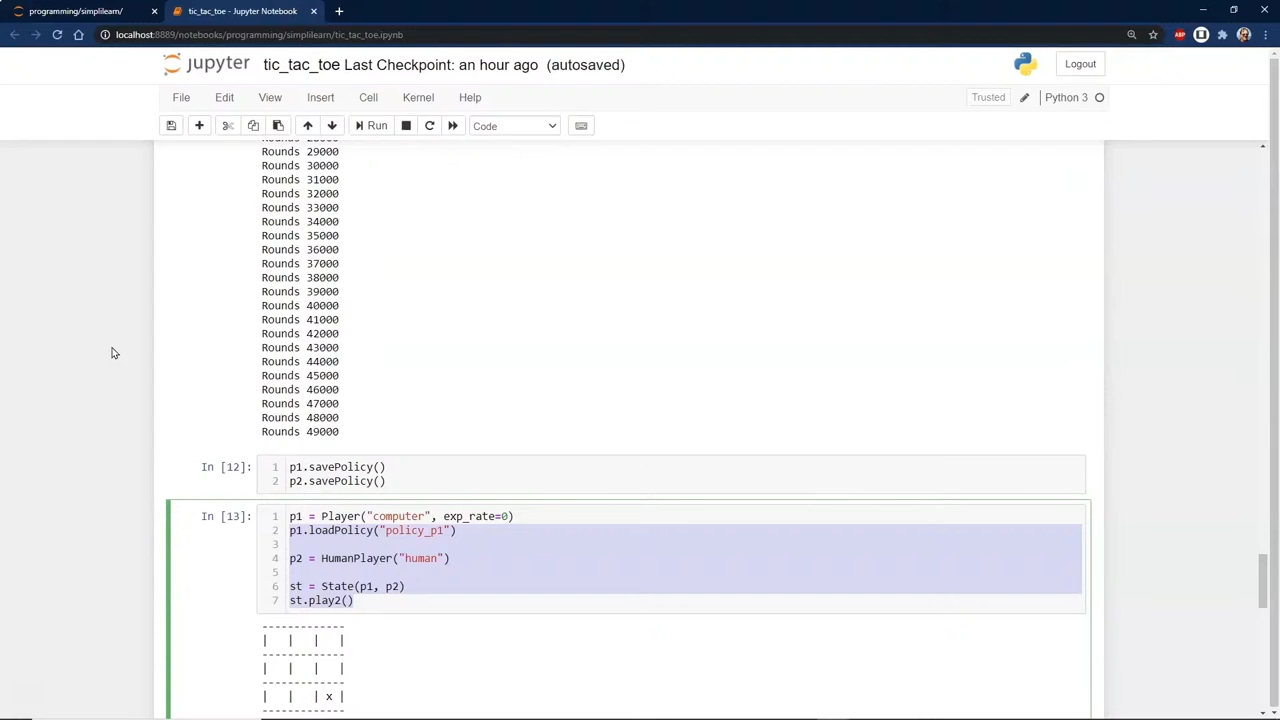 programming/simplilearn/
tic_tac_toe - Jupyter Notebook
localhost:8889/notebooks/programming/simplilearn/tic_tac_toe.ipynb
ABP
jupyter tic_tac_toe Last Checkpoint: an hour ago (autosaved)
Logout
File Edit View Insert Cell Kernel Help
Trusted
Python 3
Run
Code
Rounds 29000
Rounds 30000
Rounds 31000
Rounds 32000
Rounds 33000
Rounds 34000
Rounds 35000
Rounds 36000
Rounds 37000
Rounds 38000
Rounds 39000
Rounds 40000
Rounds 41000
Rounds 42000
Rounds 43000
Rounds 44000
Rounds 45000
Rounds 46000
Rounds 47000
Rounds 48000
Rounds 49000
In [12]:
1 p1.savePolicy()
2 p2.savePolicy()
In [13]:
1 p1 = Player("computer", exp_rate=0)
2 p1.loadPolicy("policy_p1")
3
4 p2 = HumanPlayer("human")
5
6 st = State(p1, p2)
7 st.play2()
-------------
|   |   |   |
-------------
|   |   |   |
-------------
|   |   | x |
-------------